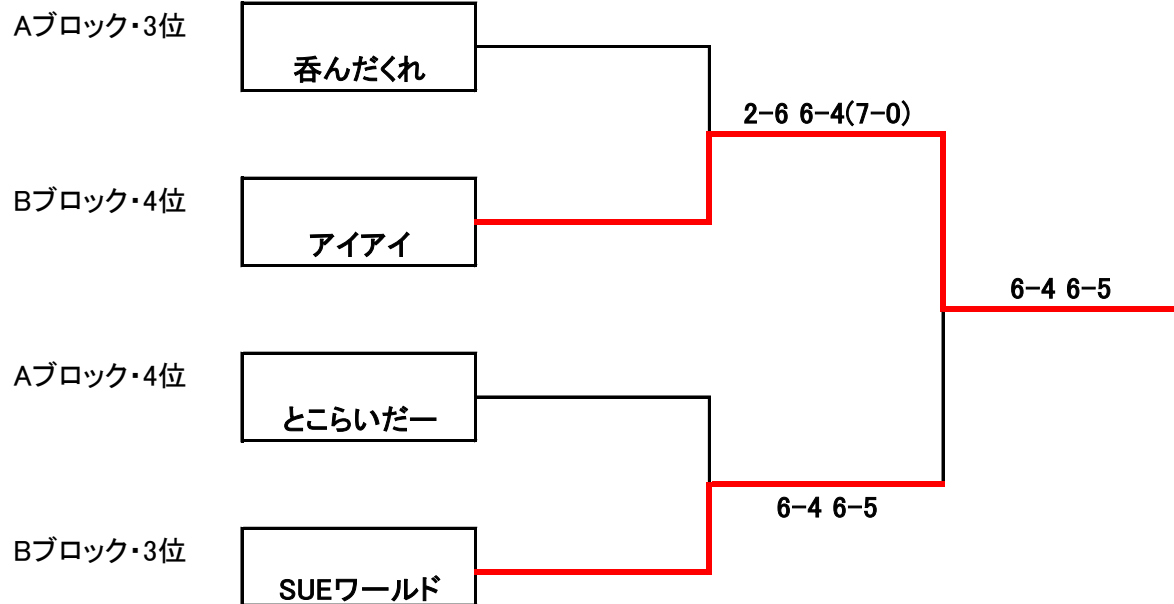 Aブロック・3位
呑んだくれ
2-6 6-4(7-0)
Bブロック・4位
アイアイ
6-4 6-5
Aブロック・4位
とこらいだー
6-4 6-5
Bブロック・3位
SUEワールド